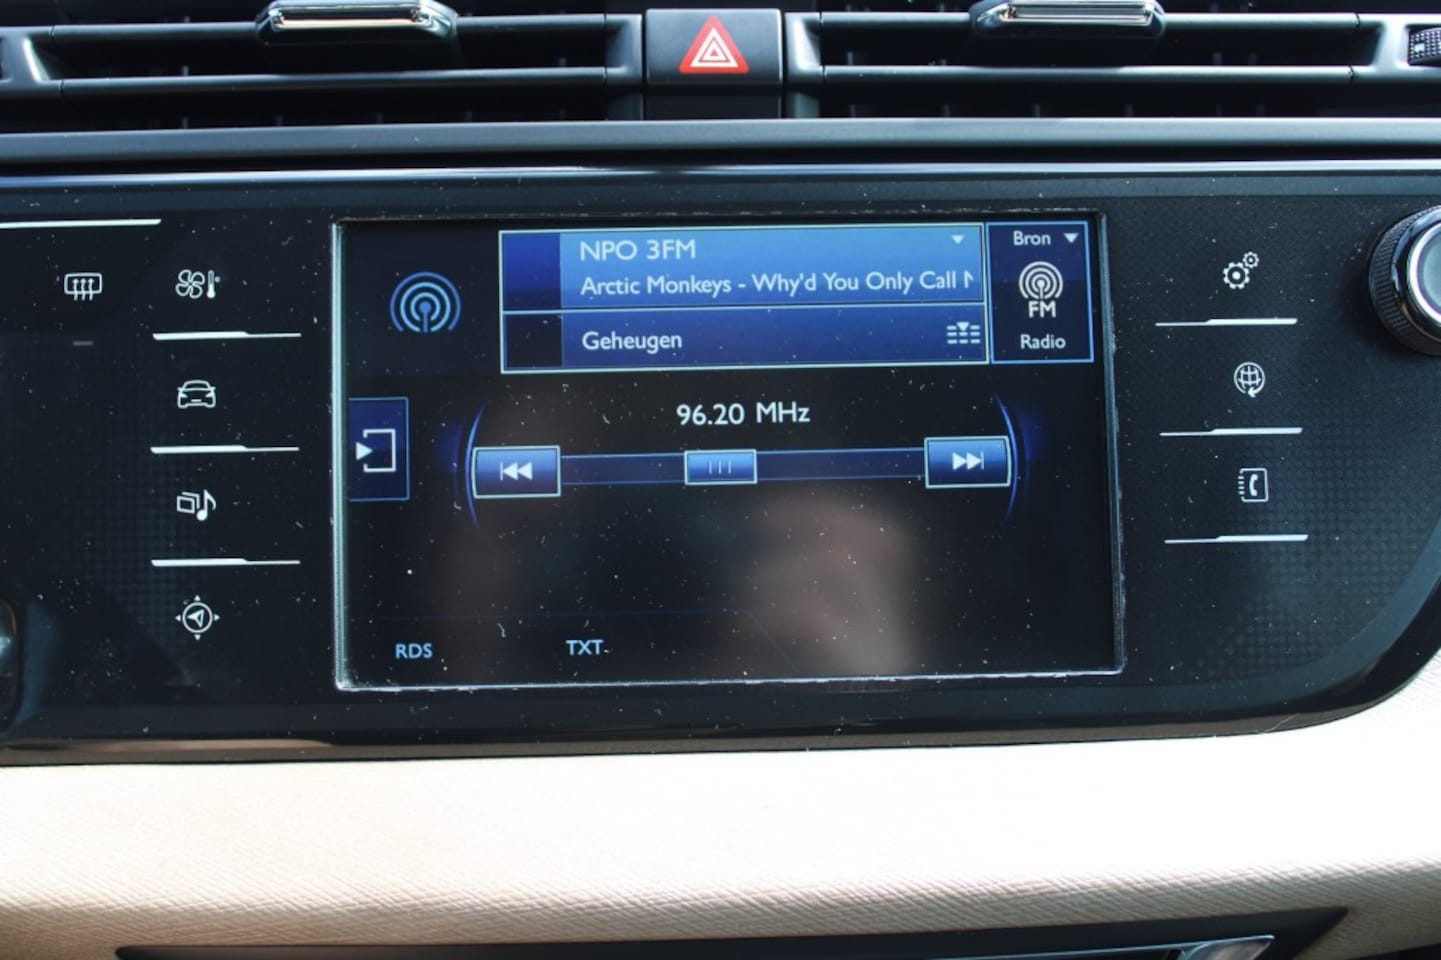 NPO 3FM
Bron
Arctic Monkeys - Why'd You Only Call
FM
Geheugen
Radio
96.20 MHz
RDS
TXT